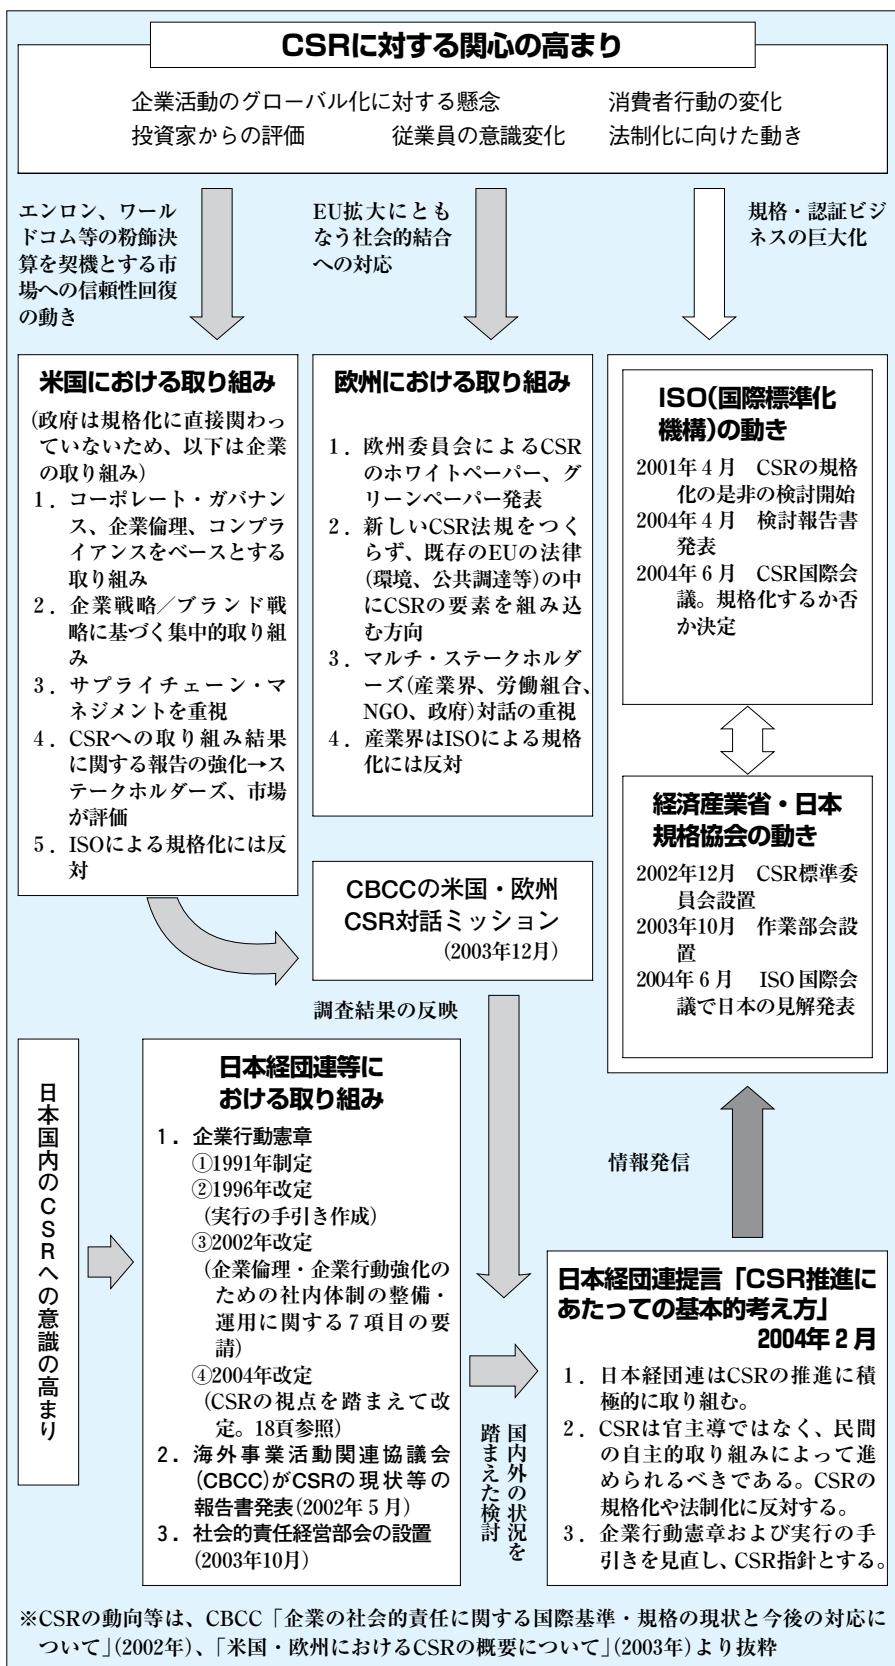 CSRに対する関心の高まり
企業活動のグローバル化に対する懸念　消費者行動の変化
投資家からの評価　従業員の意識変化　法制化に向けた動き
エンロン、ワール
ドコム等の粉飾決
算を契機とする市
場への信頼性回復
の動き
EU拡大にとも
なう社会的結合
への対応
規格・認証ビジ
ネスの巨大化
米国における取り組み
(政府は規格化に直接関わっ
ていないため、以下は企業
の取り組み)
1．コーポレート・ガバナン
ス、企業倫理、コンプラ
イアンスをベースとする
取り組み
2．企業戦略／ブランド戦
略に基づく集中的取り組
み
3．サプライチェーン・マ
ネジメントを重視
4．CSRへの取り組み結果
に関する報告の強化→ス
テークホルダーズ、市場
が評価
5．ISOによる規格化には反
対
欧州における取り組み
1．欧州委員会によるCSR
のホワイトペーパー、グ
リーンペーパー発表
2．新しいCSR法規をつく
らず、既存のEUの法律
(環境、公共調達等)の中
にCSRの要素を組み込
む方向
3．マルチ・ステークホルダ
ーズ(産業界、労働組合、
NGO、政府)対話の重視
4．産業界はISOによる規格
化には反対
ISO(国際標準化
機構)の動き
2001年4月　CSRの規格
化の是非の検討開始
2004年4月　検討報告書
発表
2004年6月　CSR国際会
議。規格化するか否
か決定
経済産業省・日本
規格協会の動き
2002年12月　CSR標準委
員会設置
2003年10月　作業部会設
置
2004年6月　ISO国際会
議で日本の見解発表
CBCCの米国・欧州
CSR対話ミッション
(2003年12月)
調査結果の反映
日本国内のCSRへの意識の高まり
日本経団連等に
おける取り組み
1．企業行動憲章
①1991年制定
②1996年改定
(実行の手引き作成)
③2002年改定
(企業倫理・企業行動強化の
ための社内体制の整備・
運用に関する7項目の要
請)
④2004年改定
(CSRの視点を踏まえて改
定。18頁参照)
2．海外事業活動関連協議会
(CBCC)がCSRの現状等の
報告書発表(2002年5月)
3．社会的責任経営部会の設置
(2003年10月)
国内外の状況を
踏まえた検討
情報発信
日本経団連提言「CSR推進に
あたっての基本的考え方」
2004年2月
1．日本経団連はCSRの推進に積
極的に取り組む。
2．CSRは官主導ではなく、民間
の自主的取り組みによって進
められるべきである。CSRの
規格化や法制化に反対する。
3．企業行動憲章および実行の手
引きを見直し、CSR指針とする。
※CSRの動向等は、CBCC「企業の社会的責任に関する国際基準・規格の現状と今後の対応に
ついて」(2002年)、「米国・欧州におけるCSRの概要について」(2003年)より抜粋